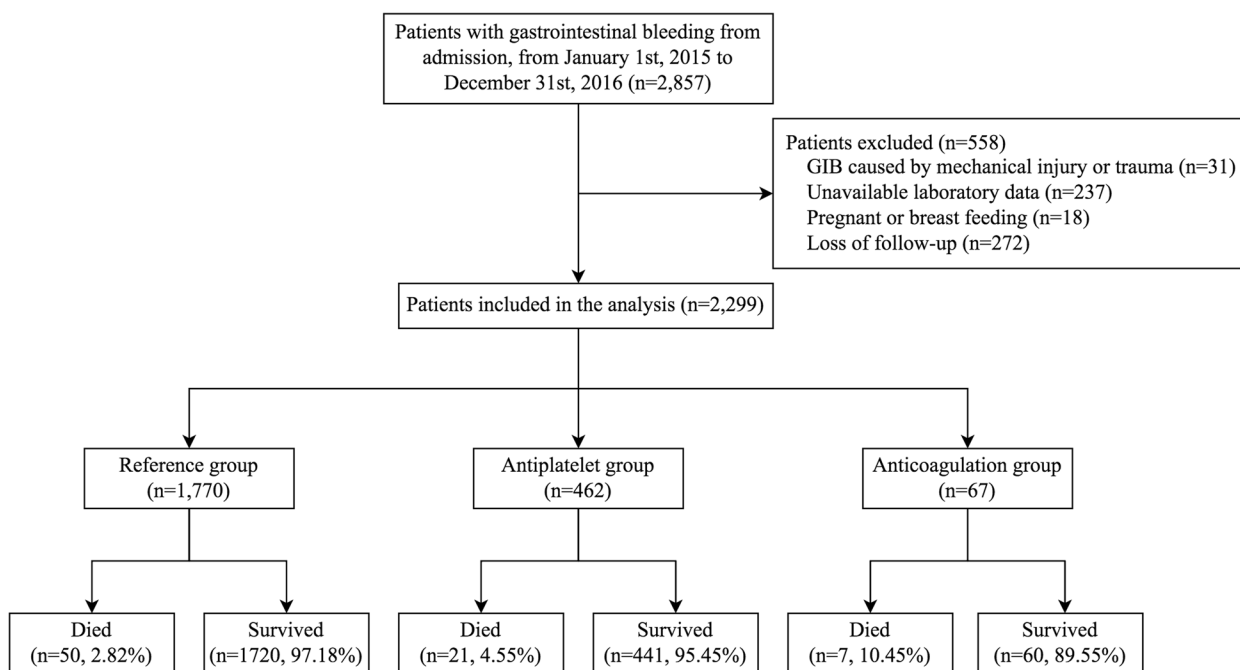 Patients with gastrointestinal bleeding from
admission, from January 1st, 2015 to
December 31st, 2016 (n=2,857)
Patients excluded (n=558)
GIB caused by mechanical injury or trauma (n=31)
Unavailable laboratory data (n=237)
Pregnant or breast feeding (n=18)
Loss of follow-up (n=272)
Patients included in the analysis (n=2,299)
Reference group
(n=1,770)
Antiplatelet group
(n=462)
Anticoagulation group
(n=67)
Died
(n=50, 2.82%)
Survived
(n=1720, 97.18%)
Died
(n=21, 4.55%)
Survived
(n=441, 95.45%)
Died
(n=7, 10.45%)
Survived
(n=60, 89.55%)